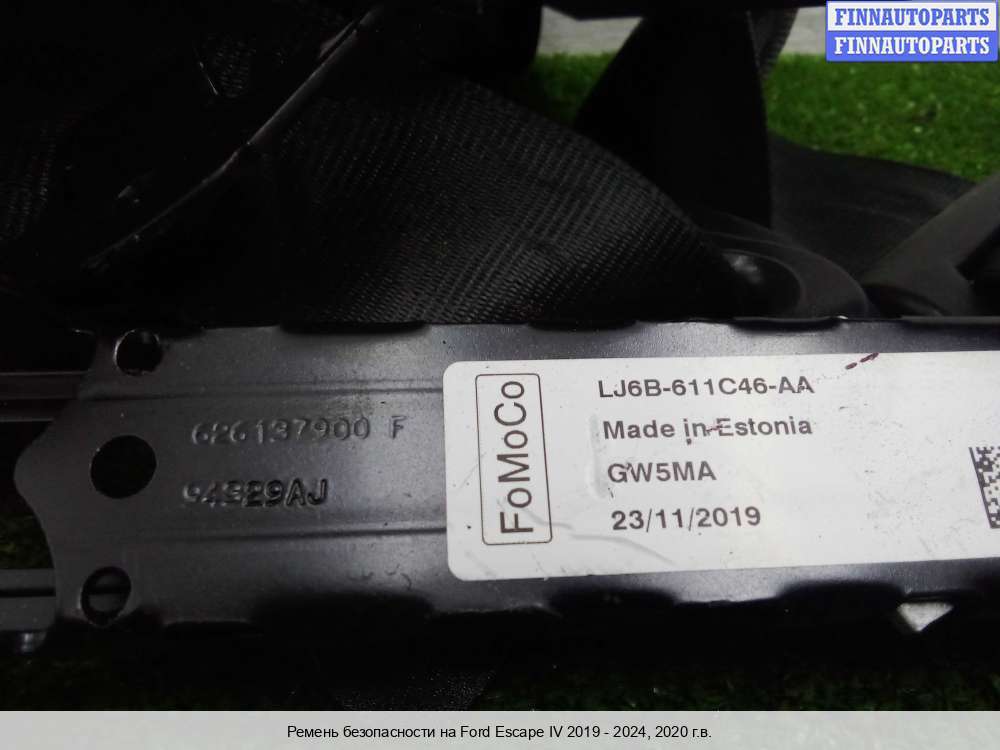 FINNAUTOPARTS
FINNAUTOPARTS
LJ6B-611C46-AA
Made in Estonia
GW5MA
23/11/2019
FoMoCo
626137900 F
94329AJ
Ремень безопасности на Ford Escape IV 2019 - 2024, 2020 г.в.